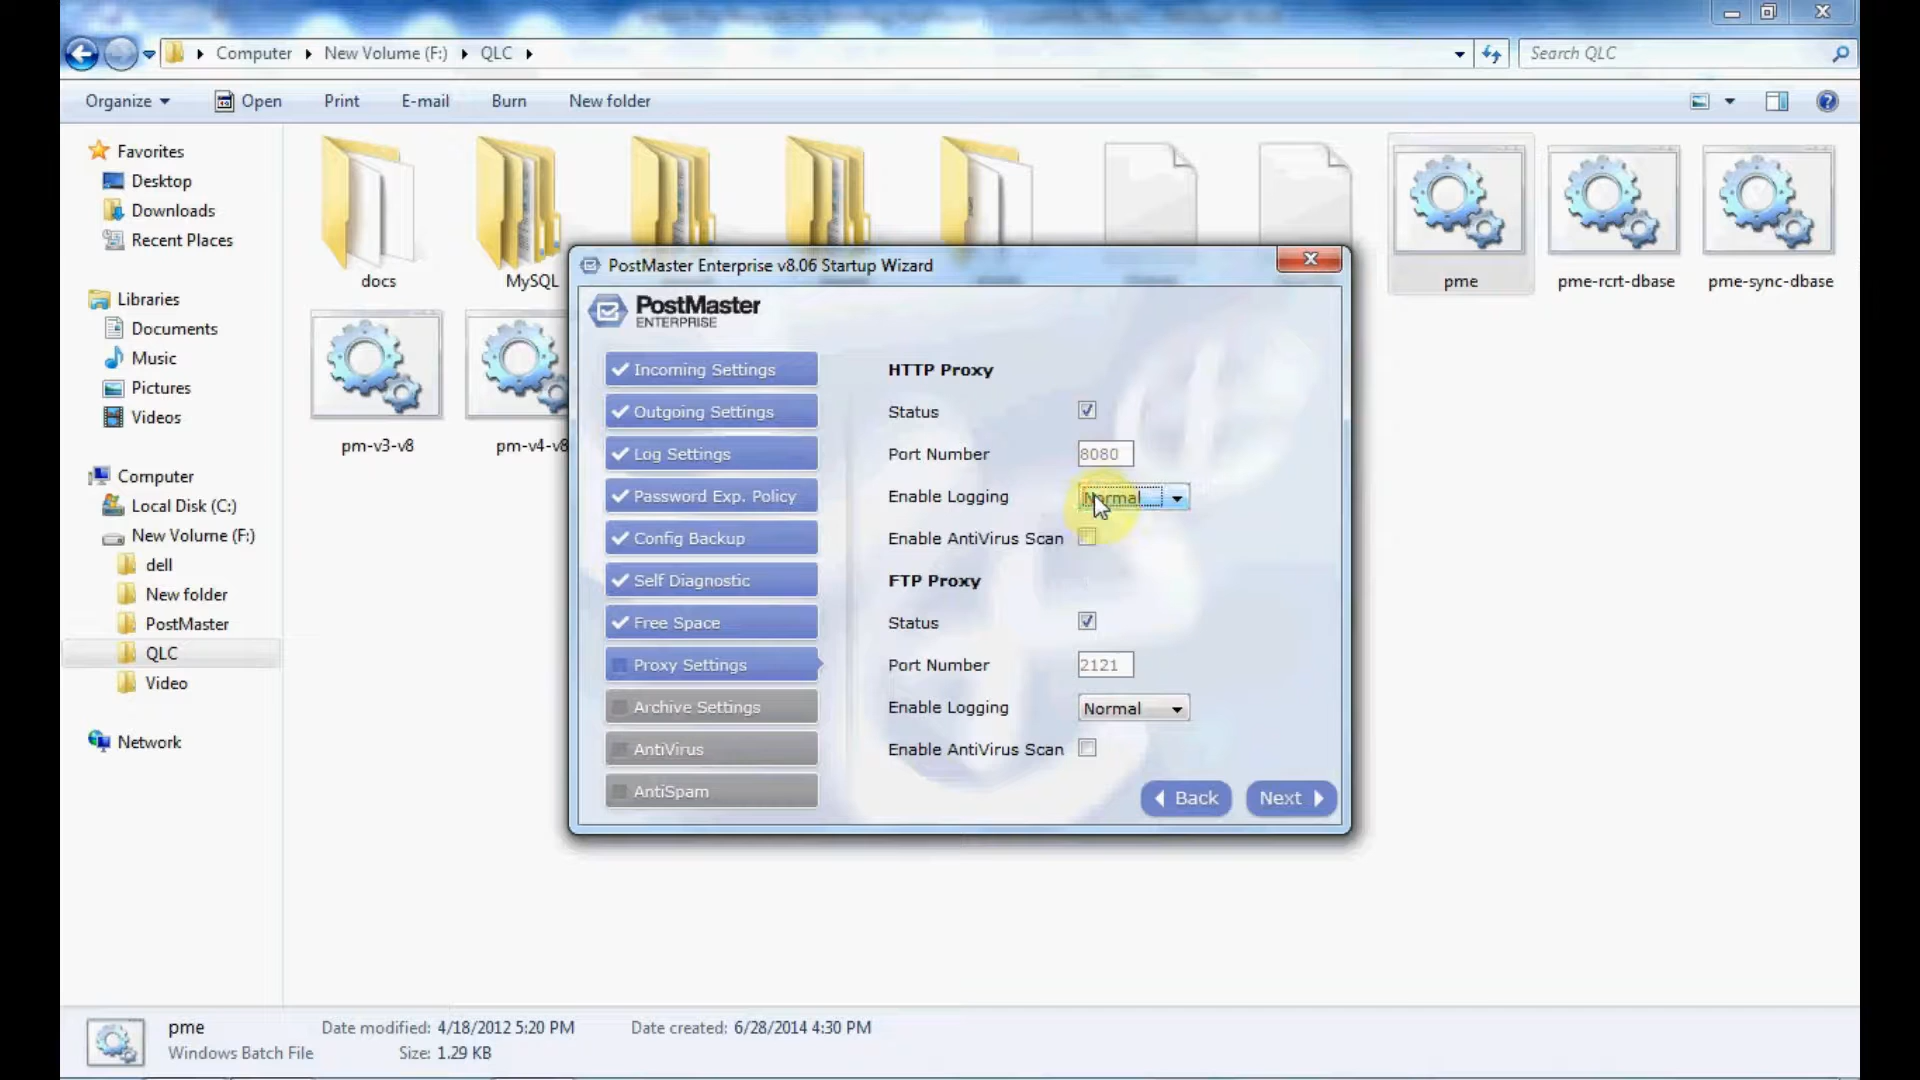 Computer
New Volume (F:)
QLC
Search QLC
Organize
Open
Print
E-mail
Burn
New folder
Favorites
Desktop
Downloads
Recent Places
Libraries
Documents
Music
Pictures
Videos
Computer
Local Disk (C:)
New Volume (F:)
dell
New folder
PostMaster
QLC
Video
Network
docs
MySQL
pme
pme-rcrt-dbase
pme-sync-dbase
pm-v3-v8
pm-v4-v8
PostMaster Enterprise v8.06 Startup Wizard
PostMaster
ENTERPRISE
Incoming Settings
Outgoing Settings
Log Settings
Password Exp. Policy
Config Backup
Self Diagnostic
Free Space
Proxy Settings
Archive Settings
AntiVirus
AntiSpam
HTTP Proxy
Status
Port Number 8080
Enable Logging Normal
Enable AntiVirus Scan
FTP Proxy
Status
Port Number 2121
Enable Logging Normal
Enable AntiVirus Scan
Back
Next
pme
Date modified: 4/18/2012 5:20 PM
Date created: 6/28/2014 4:30 PM
Windows Batch File
Size: 1.29 KB